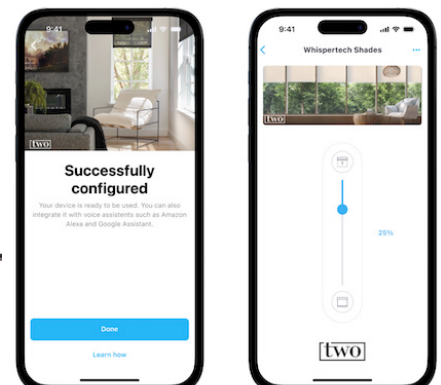 9:41
two
Successfully
configured
Your device is ready to be used. You can also
integrate it with voice assistents such as Amazon
Alexa and Google Assistant.
Done
Learn how
9:41
Whispertech Shades
two
25%
two